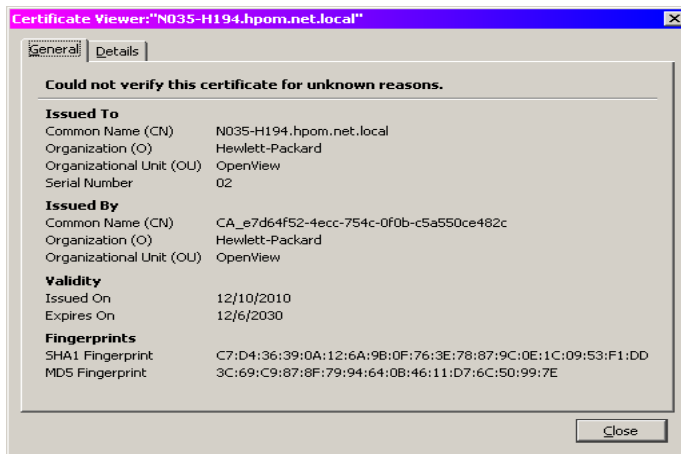 Certificate Viewer:"N035-H194.hpom.net.local"
General Details
Could not verify this certificate for unknown reasons.
Issued To
Common Name (CN) N035-H194.hpom.net.local
Organization (O) Hewlett-Packard
Organizational Unit (OU) OpenView
Serial Number 02
Issued By
Common Name (CN) CA_e7d64f52-4ecc-754c-0f0b-c5a550ce482c
Organization (O) Hewlett-Packard
Organizational Unit (OU) OpenView
Validity
Issued On 12/10/2010
Expires On 12/6/2030
Fingerprints
SHA1 Fingerprint C7:D4:36:39:0A:12:6A:9B:0F:76:3E:78:87:9C:0E:1C:09:53:F1:DD
MD5 Fingerprint 3C:69:C9:87:8F:79:94:64:0B:46:11:D7:6C:50:99:7E
Close